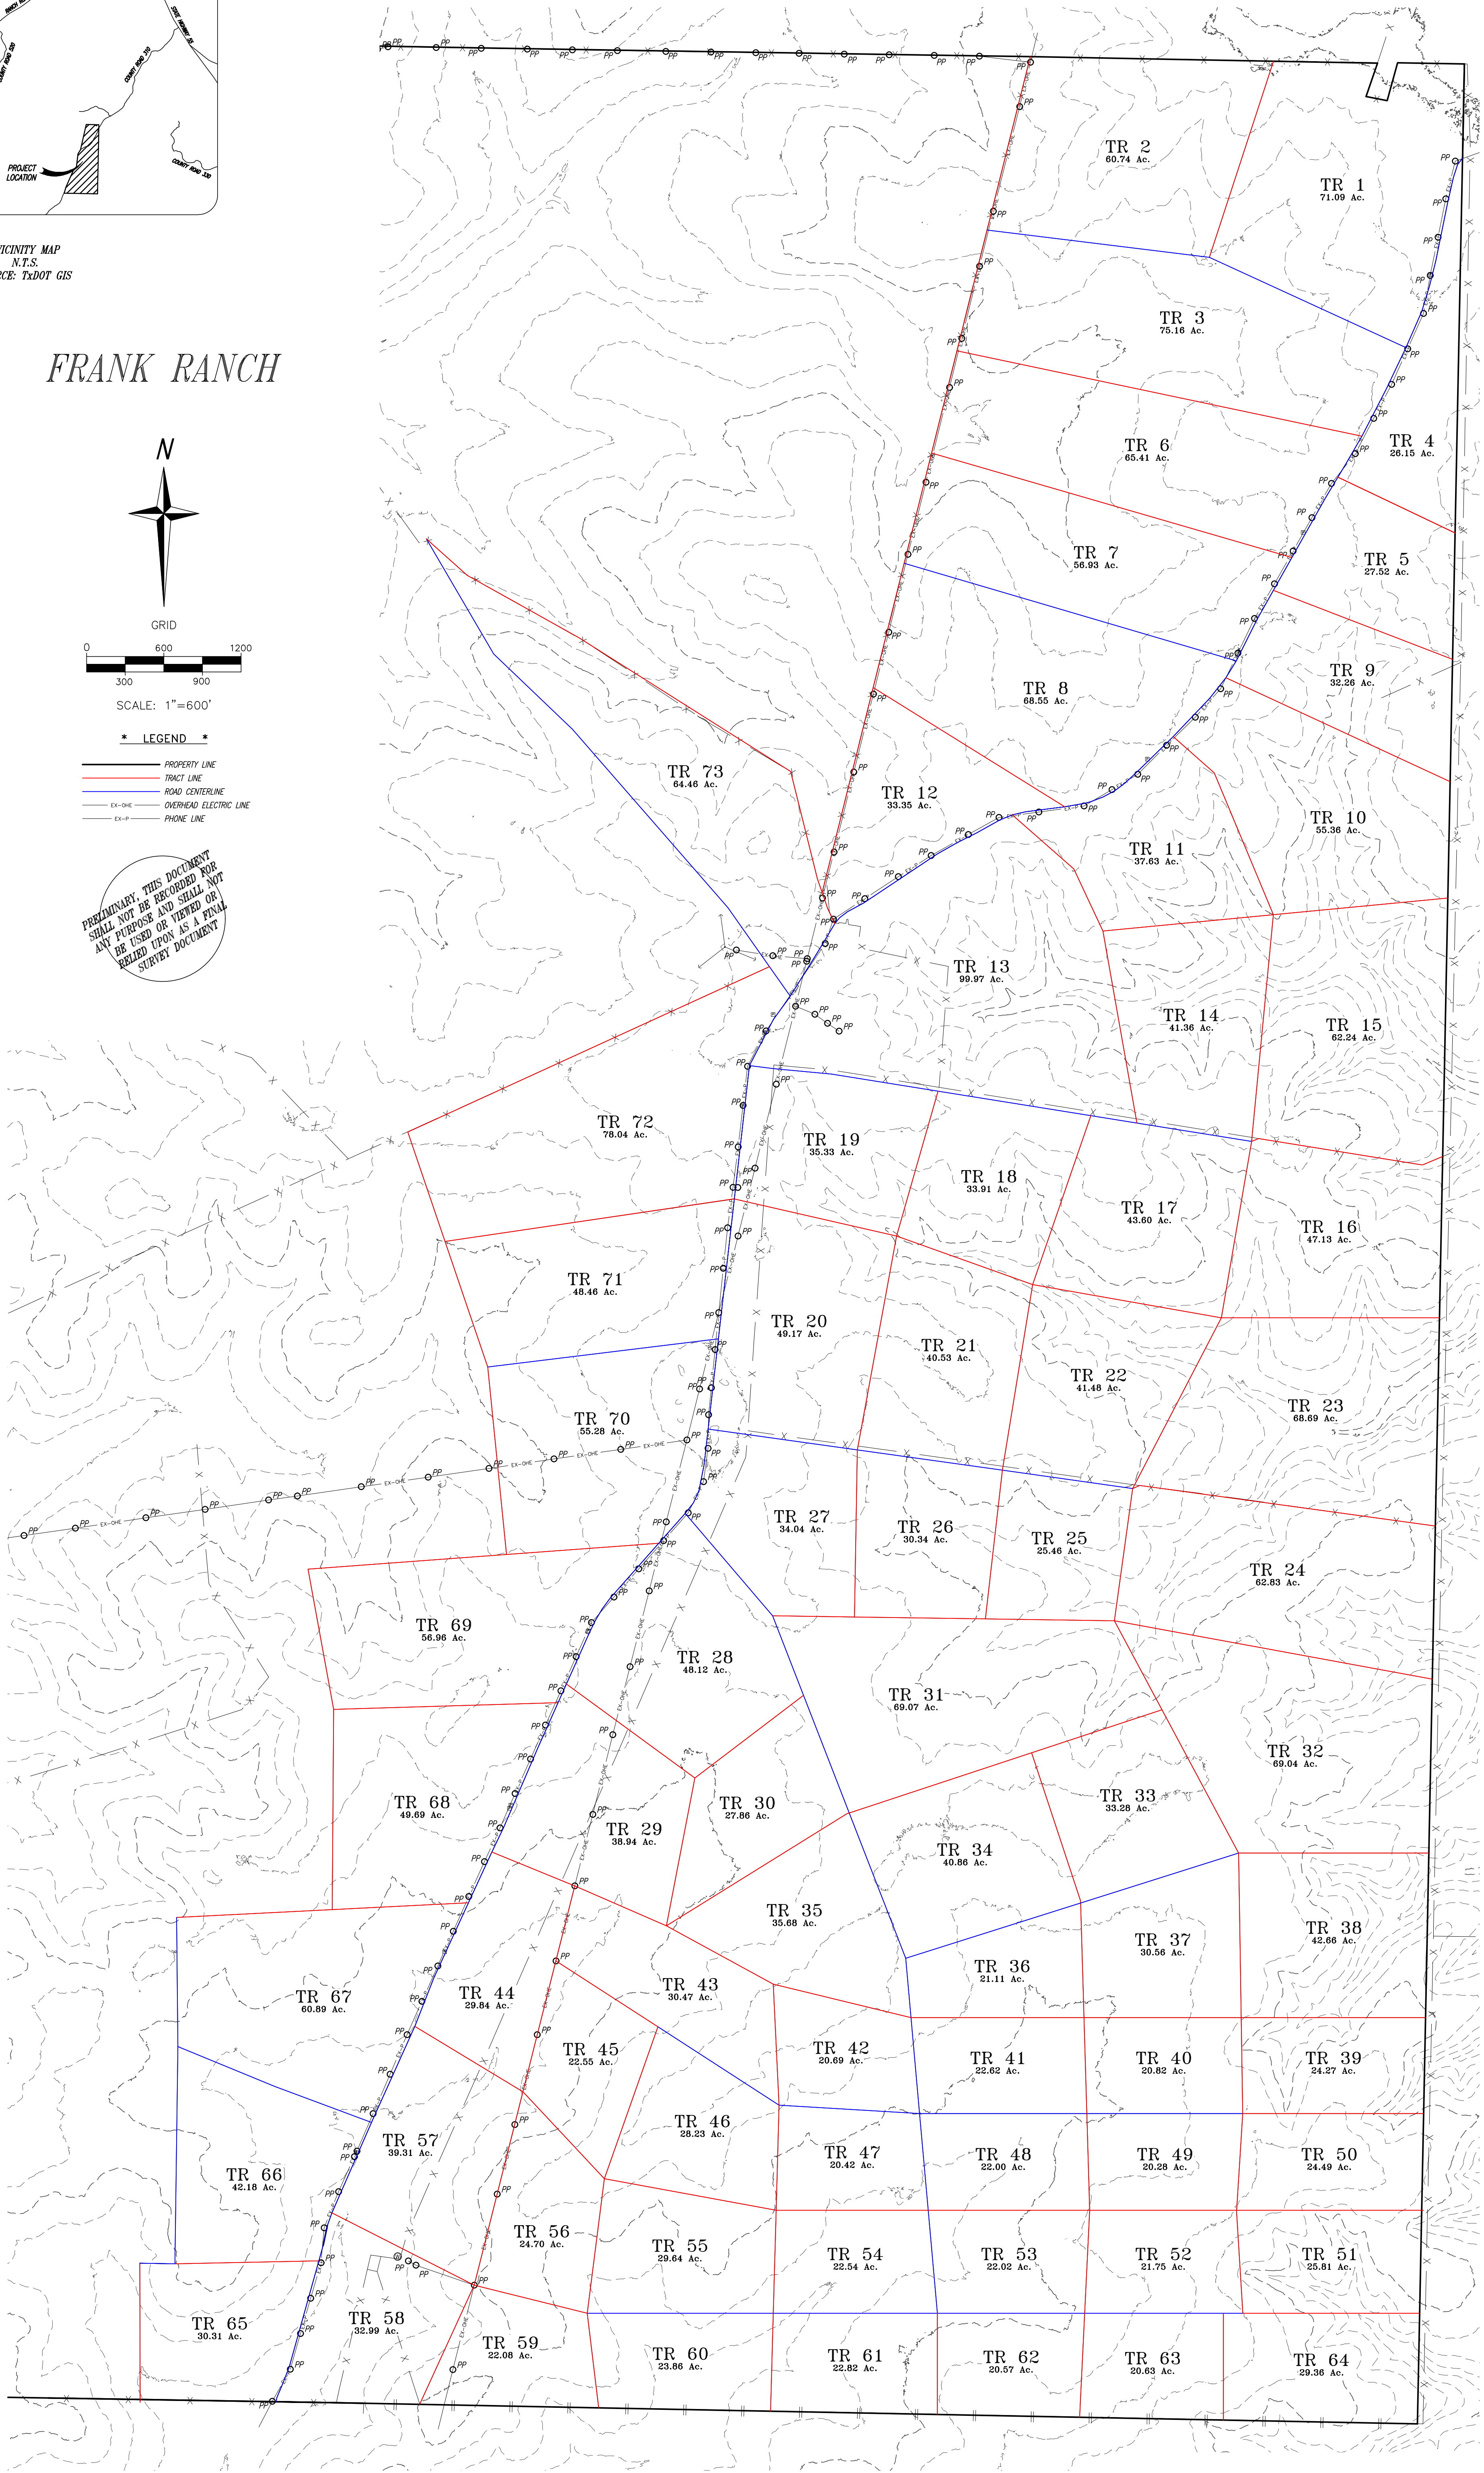 RANCH RO
STATE HIGHWAY 55
COUNTY ROAD 310
COUNTY ROAD 330
PROJECT
LOCATION
VICINITY MAP
N.T.S.
RCE: TxDOT GIS
FRANK RANCH
N
GRID
0 600 1200
300 900
SCALE: 1"=600'
* LEGEND *
PROPERTY LINE
TRACT LINE
ROAD CENTERLINE
EX-OHE OVERHEAD ELECTRIC LINE
EX-P PHONE LINE
PRELIMINARY, THIS DOCUMENT
SHALL NOT BE RECORDED FOR
ANY PURPOSE AND SHALL NOT
BE USED OR VIEWED OR
RELIED UPON AS A FINAL
SURVEY DOCUMENT
TR 1
71.09 Ac.
TR 2
60.74 Ac.
TR 3
75.16 Ac.
TR 4
26.15 Ac.
TR 5
27.52 Ac.
TR 6
65.41 Ac.
TR 7
56.93 Ac.
TR 8
68.55 Ac.
TR 9
32.26 Ac.
TR 10
55.36 Ac.
TR 11
37.63 Ac.
TR 12
33.35 Ac.
TR 13
99.97 Ac.
TR 14
41.36 Ac.
TR 15
62.24 Ac.
TR 16
47.13 Ac.
TR 17
43.60 Ac.
TR 18
33.91 Ac.
TR 19
35.33 Ac.
TR 20
49.17 Ac.
TR 21
40.53 Ac.
TR 22
41.48 Ac.
TR 23
68.69 Ac.
TR 24
62.83 Ac.
TR 25
25.46 Ac.
TR 26
30.34 Ac.
TR 27
34.04 Ac.
TR 28
48.12 Ac.
TR 29
38.94 Ac.
TR 30
27.86 Ac.
TR 31
69.07 Ac.
TR 32
69.04 Ac.
TR 33
33.28 Ac.
TR 34
40.86 Ac.
TR 35
35.68 Ac.
TR 36
21.11 Ac.
TR 37
30.56 Ac.
TR 38
42.66 Ac.
TR 39
24.27 Ac.
TR 40
20.82 Ac.
TR 41
22.62 Ac.
TR 42
20.69 Ac.
TR 43
30.47 Ac.
TR 44
29.84 Ac.
TR 45
22.55 Ac.
TR 46
28.23 Ac.
TR 47
20.42 Ac.
TR 48
22.00 Ac.
TR 49
20.28 Ac.
TR 50
24.49 Ac.
TR 51
25.81 Ac.
TR 52
21.75 Ac.
TR 53
22.02 Ac.
TR 54
22.54 Ac.
TR 55
29.64 Ac.
TR 56
24.70 Ac.
TR 57
39.31 Ac.
TR 58
32.99 Ac.
TR 59
22.08 Ac.
TR 60
23.86 Ac.
TR 61
22.82 Ac.
TR 62
20.57 Ac.
TR 63
20.63 Ac.
TR 64
29.36 Ac.
TR 65
30.31 Ac.
TR 66
42.18 Ac.
TR 67
60.89 Ac.
TR 68
49.69 Ac.
TR 69
56.96 Ac.
TR 70
55.28 Ac.
TR 71
48.46 Ac.
TR 72
78.04 Ac.
TR 73
64.46 Ac.